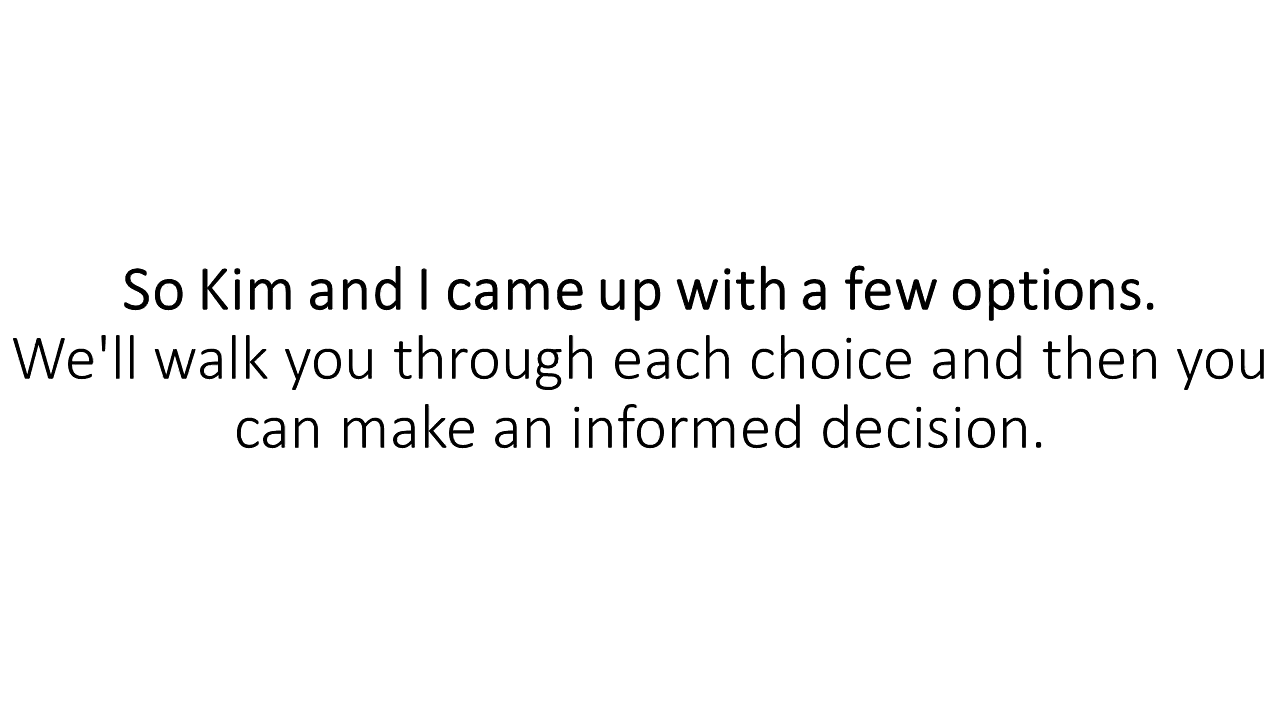 So Kim and I came up with a few options.
We'll walk you through each choice and then you
can make an informed decision.